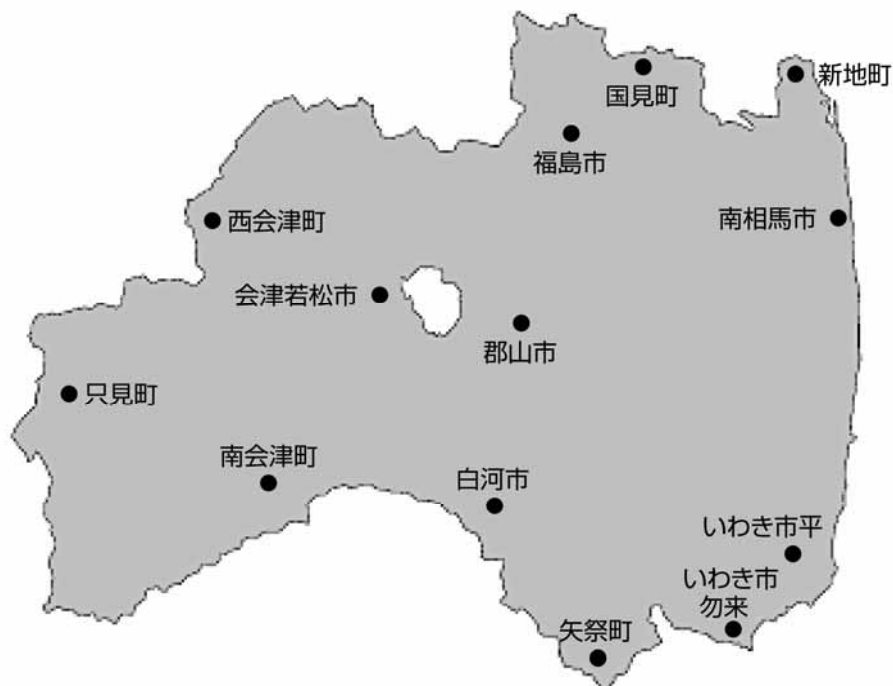 新地町
国見町
福島市
南相馬市
西会津町
会津若松市
郡山市
只見町
南会津町
白河市
いわき市平
いわき市
勿来
矢祭町